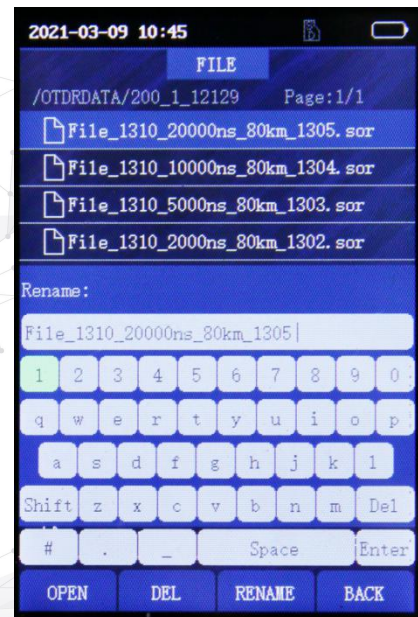 2021-03-09 10:45
FILE
/OTDRDATA/200_1_12129 Page:1/1
File_1310_20000ns_80km_1305.sor
File_1310_10000ns_80km_1304.sor
File_1310_5000ns_80km_1303.sor
File_1310_2000ns_80km_1302.sor
Rename:
File_1310_20000ns_80km_1305
1 2 3 4 5 6 7 8 9 0
q w e r t y u i o p
a s d f g h j k l
Shift z x c v b n m Del
# . _ Space Enter
OPEN DEL RENAME BACK